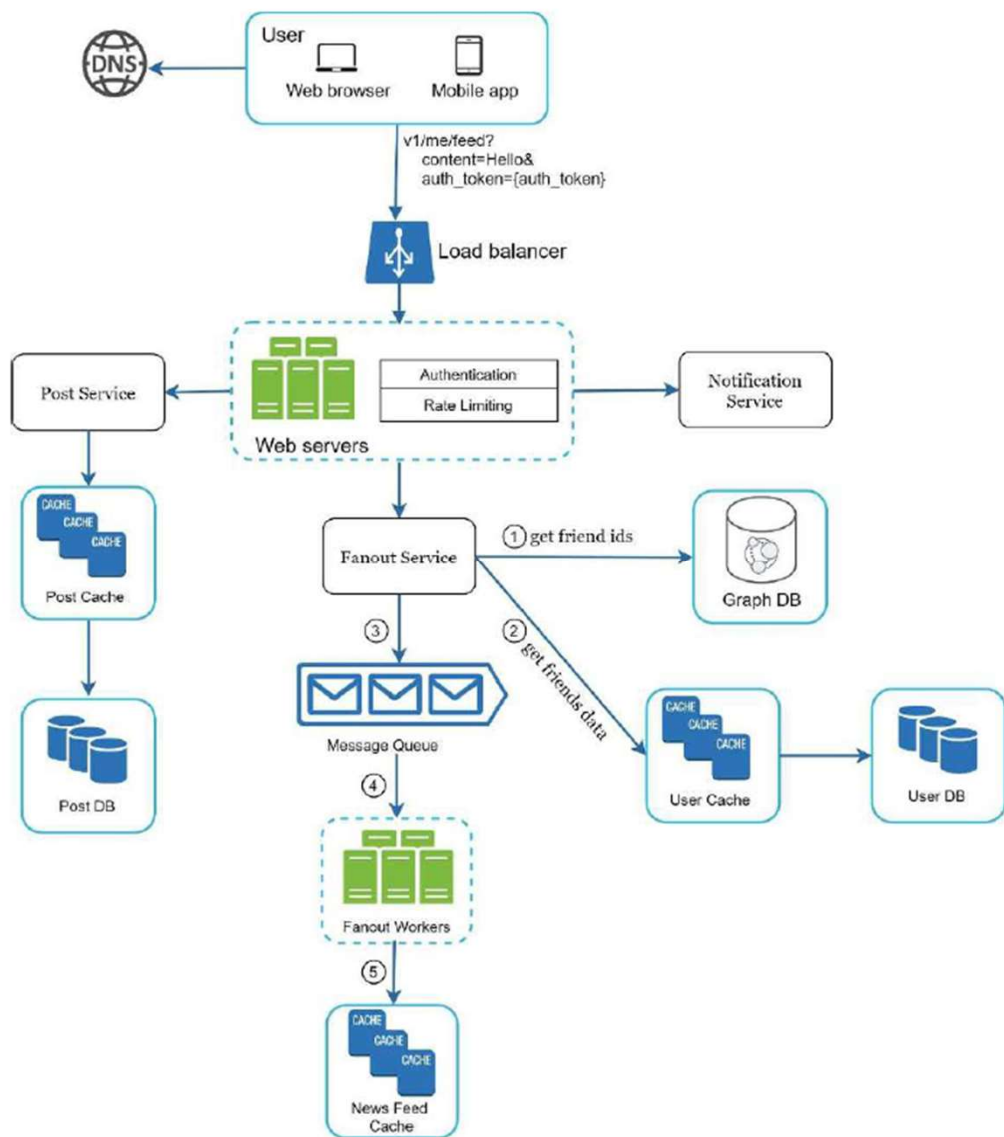 User
DNS
Web browser
Mobile app
v1/me/feed?
content=Hello&
auth_token={auth_token}
Load balancer
Post Service
Authentication
Rate Limiting
Web servers
Notification
Service
CACHE
CACHE
CACHE
Post Cache
Fanout Service
1 get friend ids
Graph DB
3
2 get friends data
Message Queue
Post DB
CACHE
CACHE
CACHE
User Cache
User DB
4
Fanout Workers
5
CACHE
CACHE
CACHE
News Feed
Cache